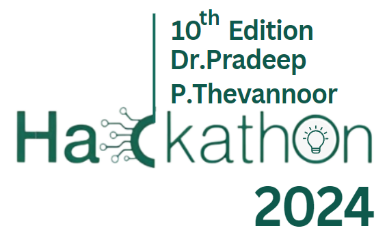 10th Edition
Dr.Pradeep
P.Thevannoor
Hackathon
2024